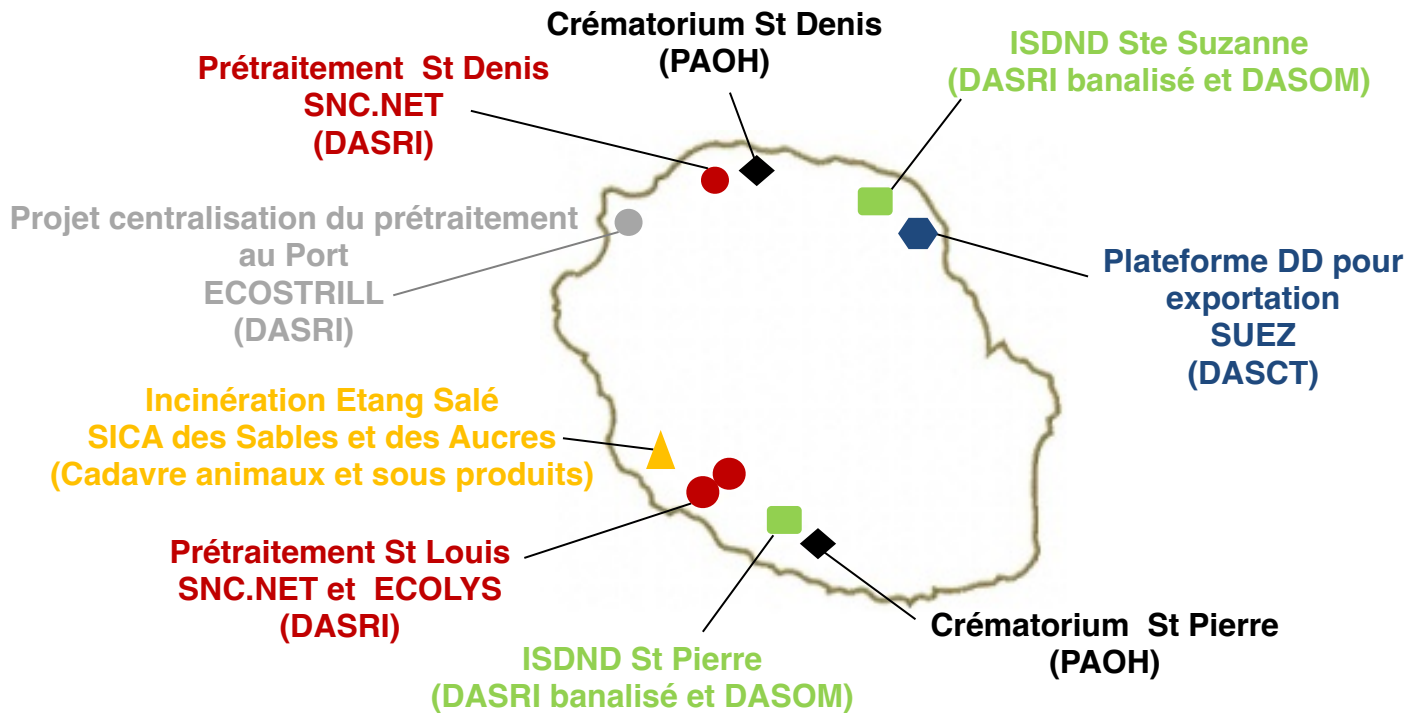 Crématorium St Denis
(PAOH)
ISDND Ste Suzanne
(DASRI banalisé et DASOM)
Prétraitement St Denis
SNC.NET
(DASRI)
Projet centralisation du prétraitement
au Port
ECOSTRILL
(DASRI)
Plateforme DD pour
exportation
SUEZ
(DASCT)
Incinération Etang Salé
SICA des Sables et des Aucres
(Cadavre animaux et sous produits)
Prétraitement St Louis
SNC.NET et ECOLYS
(DASRI)
Crématorium St Pierre
(PAOH)
ISDND St Pierre
(DASRI banalisé et DASOM)